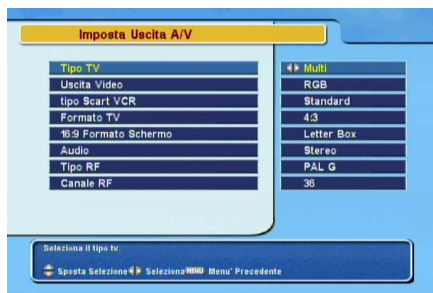 Imposta Uscita A/V
Tipo TV Multi
Uscita Video RGB
tipo Scart VCR Standard
Formato TV 4:3
16:9 Formato Schermo Letter Box
Audio Stereo
Tipo RF PAL G
Canale RF 36
Seleziona il tipo tv.
Sposta Selezione Seleziona MENU Menu' Precedente